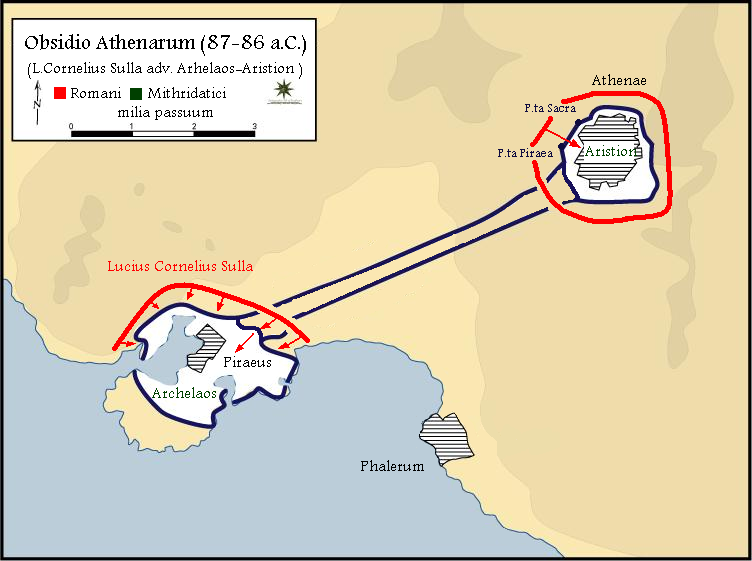 Obsidio Athenarum (87-86 a.C.)
(L.Cornelius Sulla adv. Arhelaos-Aristion )
N
Romani
Mithridatici
milia passuum
0 1 2 3
Athenae
P.ta Sacra
P.ta Piraea
Aristion
Lucius Cornelius Sulla
Piraeus
Archelaos
Phalerum